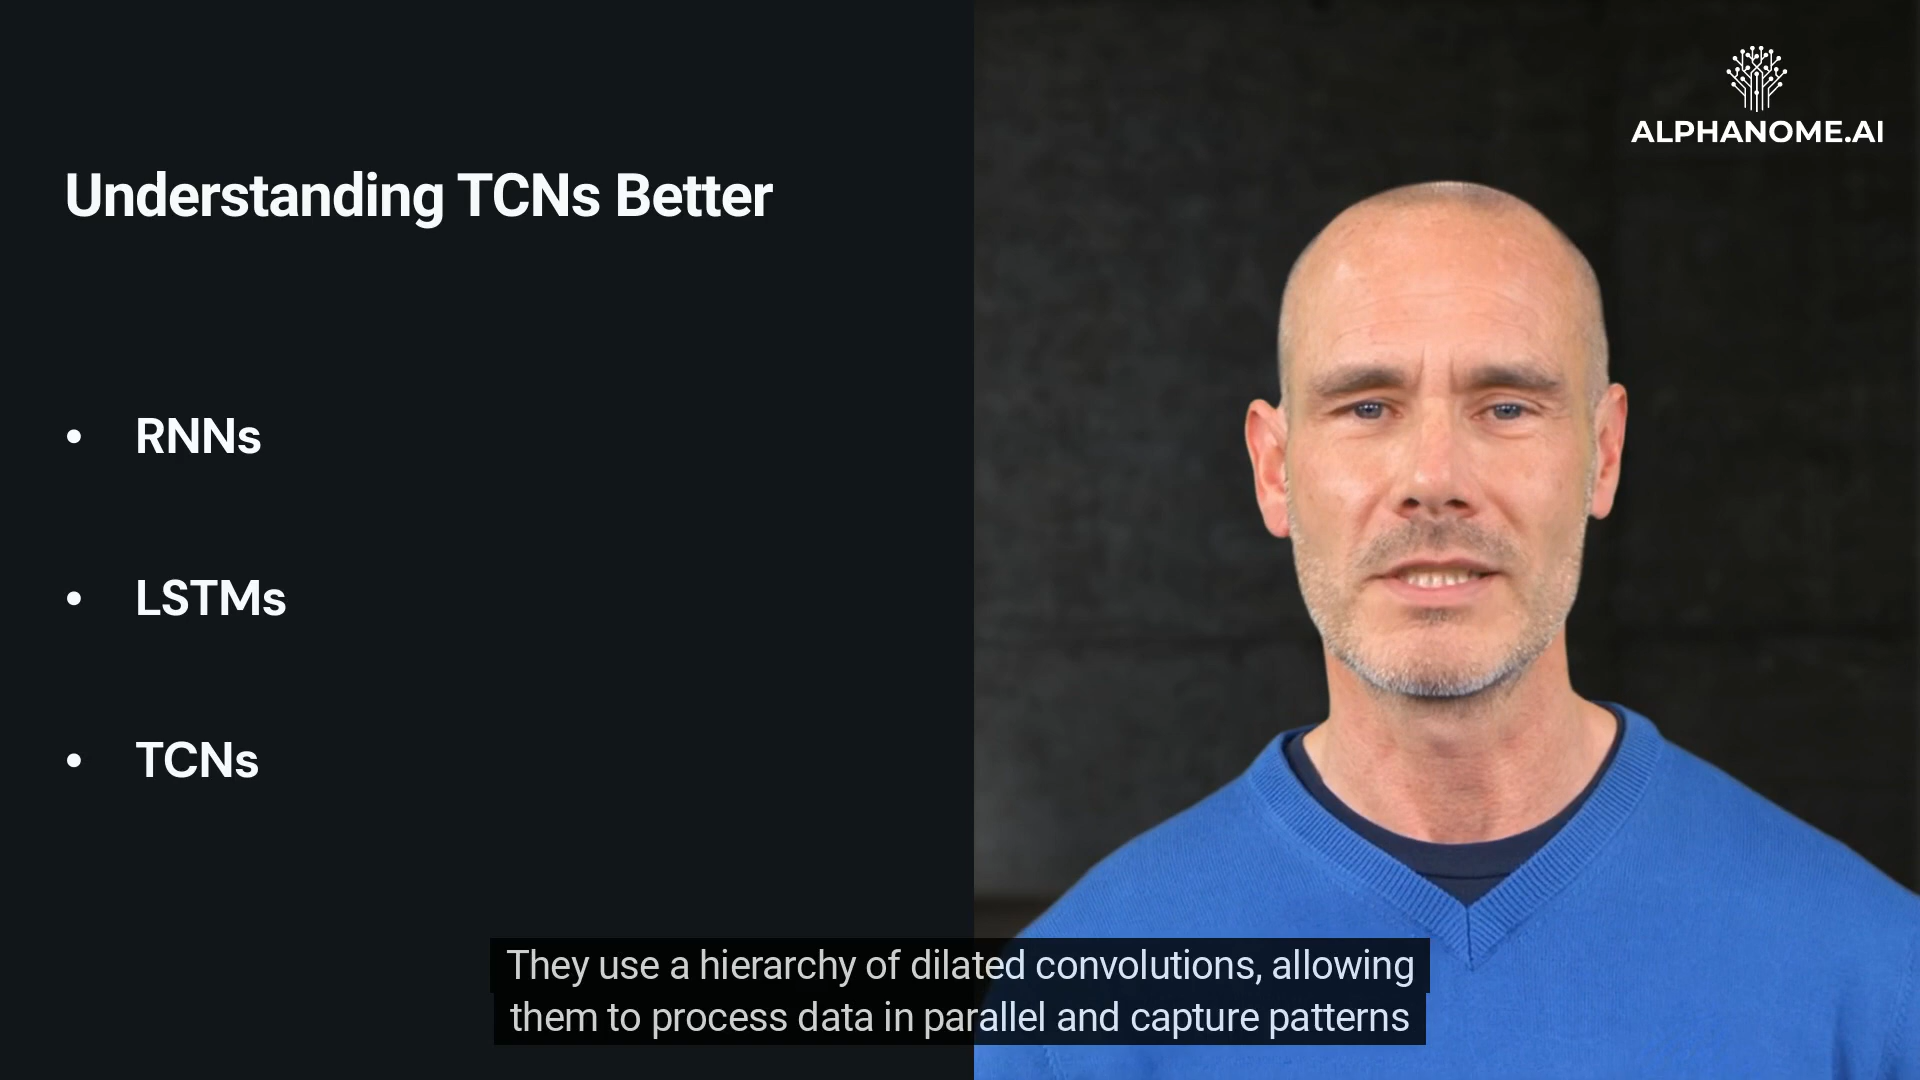 ALPHANOME.AI
Understanding TCNs Better
• RNNs
• LSTMs
• TCNs
They use a hierarchy of dilated convolutions, allowing
them to process data in parallel and capture patterns